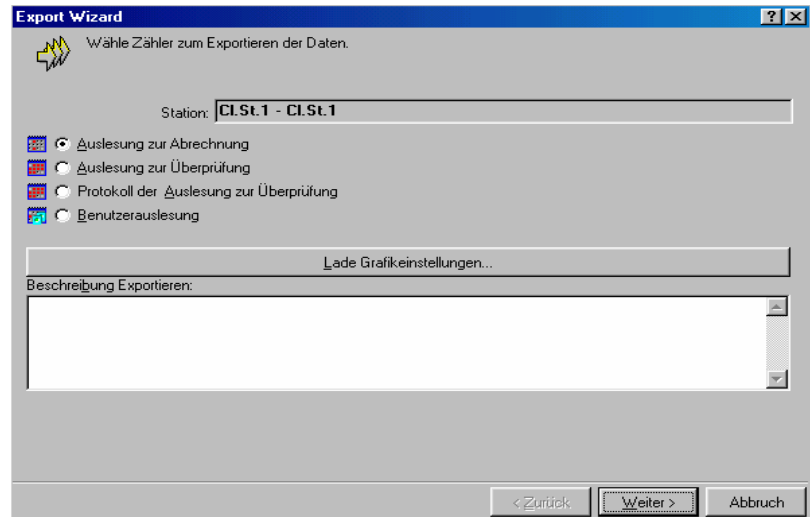 Export Wizard
Wähle Zähler zum Exportieren der Daten.
Station: Cl.St.1 - Cl.St.1
Auslesung zur Abrechnung
Auslesung zur Überprüfung
Protokoll der Auslesung zur Überprüfung
Benutzerauslesung
Lade Grafikeinstellungen...
Beschreibung Exportieren:
< Zurück Weiter > Abbruch